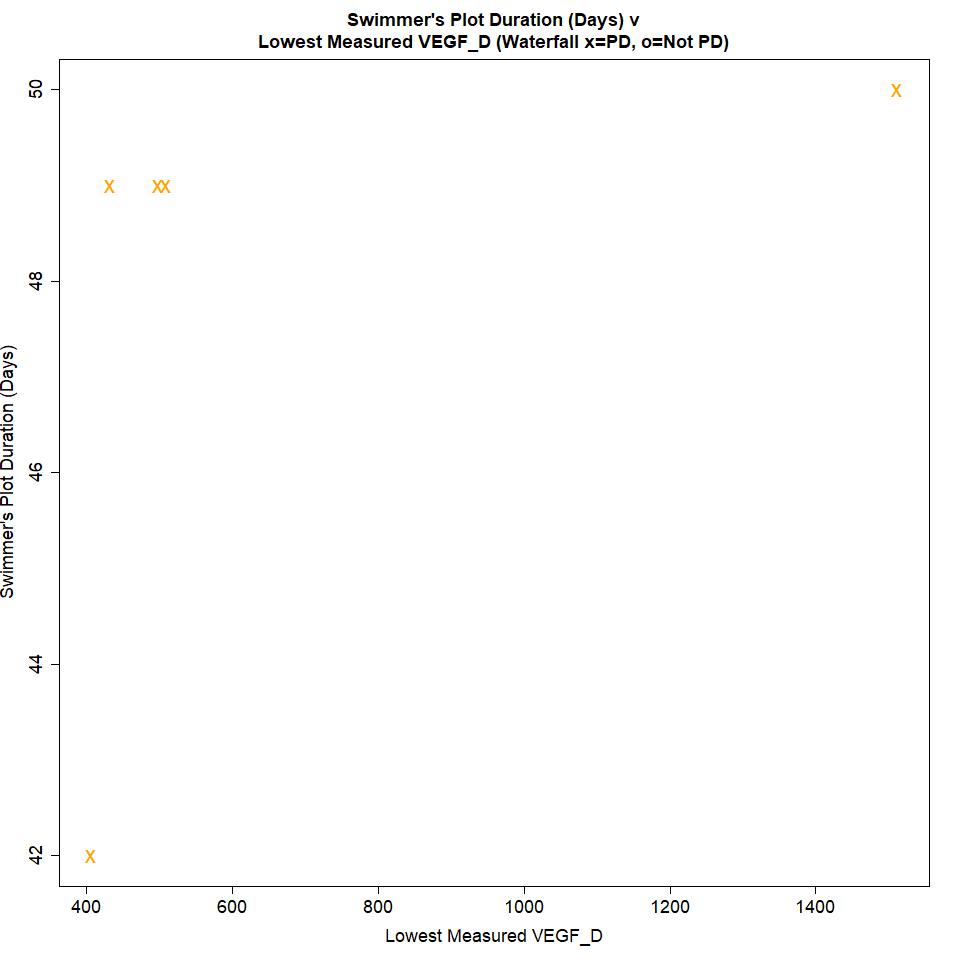 Swimmer's Plot Duration (Days) v
Lowest Measured VEGF_D (Waterfall x=PD, o=Not PD)
Swimmer's Plot Duration (Days)
50
48
46
44
42
X
X
X
X
X
400
600
800
1000
1200
1400
Lowest Measured VEGF_D